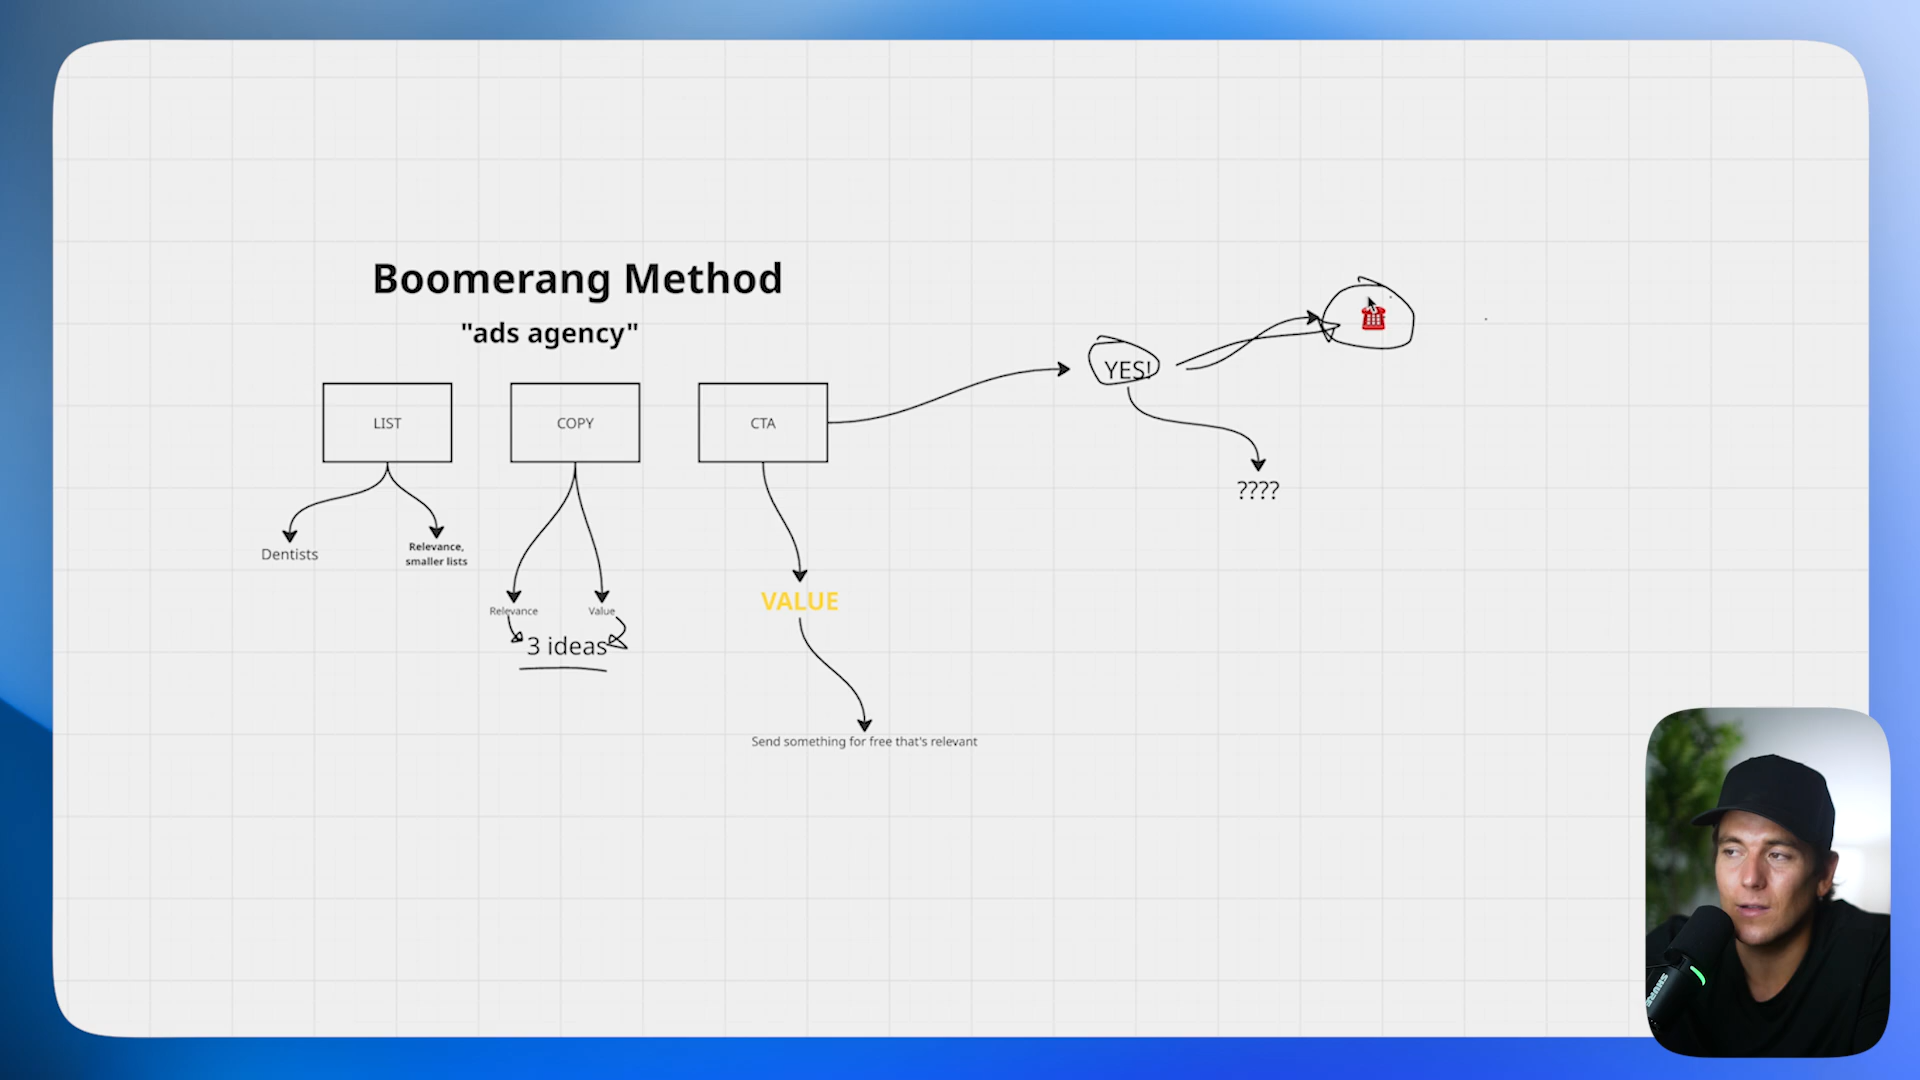 Boomerang Method
"ads agency"
LIST
COPY
CTA
YES!
????
Dentists
Relevance,
smaller lists
Relevance
Value
3 ideas
VALUE
Send something for free that's relevant
SHURE